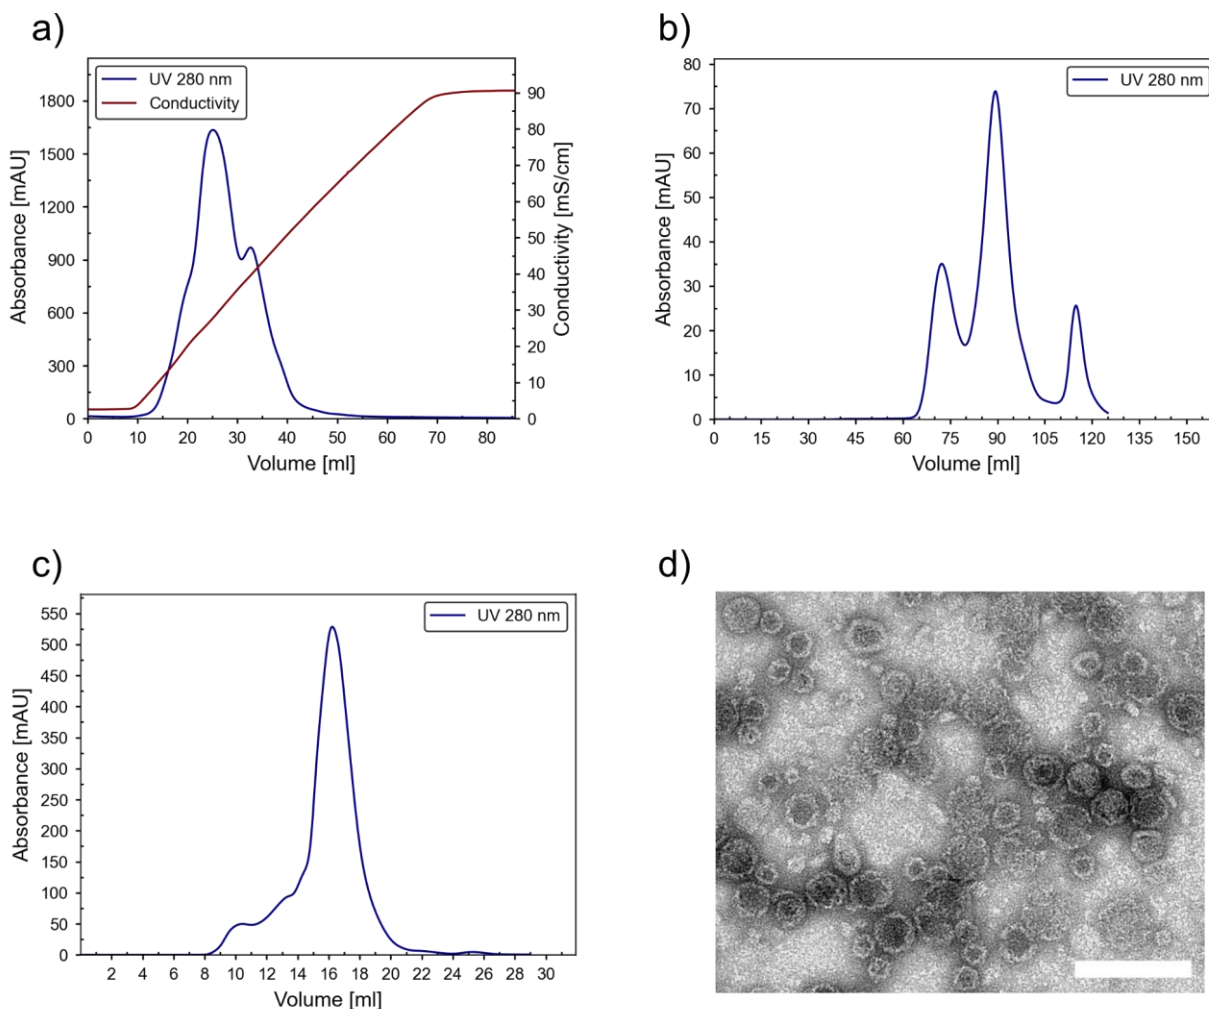 a)
UV 280 nm
Conductivity
Absorbance [mAU]
1800
1500
1200
900
600
300
0
Conductivity [mS/cm]
90
80
70
60
50
40
30
20
10
0
0 10 20 30 40 50 60 70 80
Volume [ml]
b)
UV 280 nm
Absorbance [mAU]
80
70
60
50
40
30
20
10
0
0 15 30 45 60 75 90 105 120 135 150
Volume [ml]
c)
UV 280 nm
Absorbance [mAU]
550
500
450
400
350
300
250
200
150
100
50
0
2 4 6 8 10 12 14 16 18 20 22 24 26 28 30
Volume [ml]
d)